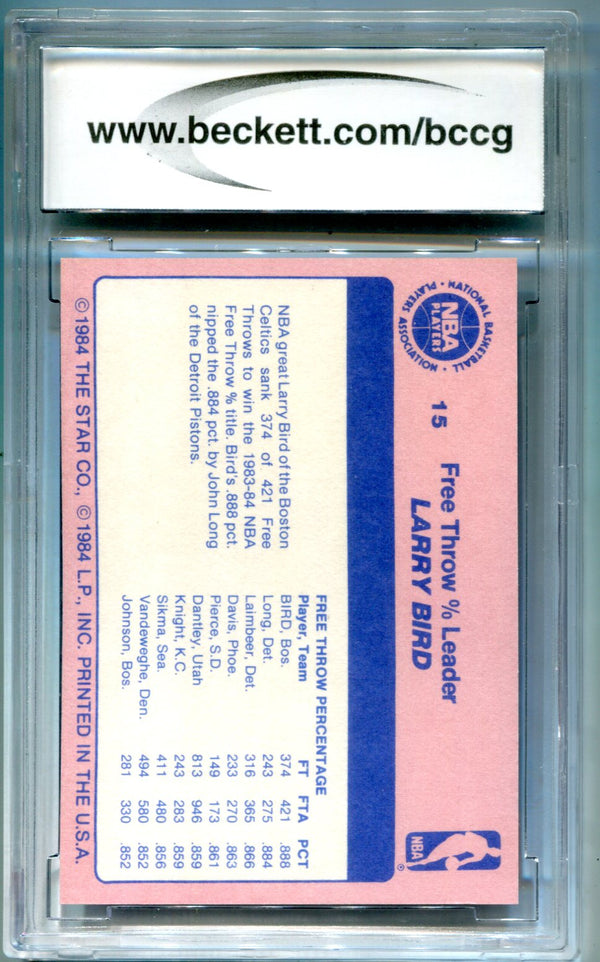 www.beckett.com/bccg
NATIONAL BASKETBALL
PLAYERS ASSOCIATION
NBA
PLAYERS
15
Free Throw % Leader
LARRY BIRD
NBA
®
NBA great Larry Bird of the Boston
Celtics sank 374 of 421 Free
Throws to win the 1983-84 NBA
Free Throw % title. Bird's .888 pct.
nipped the .884 pct. by John Long
of the Detroit Pistons.
FREE THROW PERCENTAGE
Player, Team FT FTA PCT
BIRD, Bos. 374 421 .888
Long, Det. 243 275 .884
Laimbeer, Det. 316 365 .866
Davis, Phoe. 233 270 .863
Pierce, S.D. 149 173 .861
Dantley, Utah 813 946 .859
Knight, K.C. 243 283 .859
Sikma, Sea. 411 480 .856
Vandeweghe, Den. 494 580 .852
Johnson, Bos. 281 330 .852
© 1984 THE STAR CO., © 1984 L.P., INC. PRINTED IN THE U.S.A.